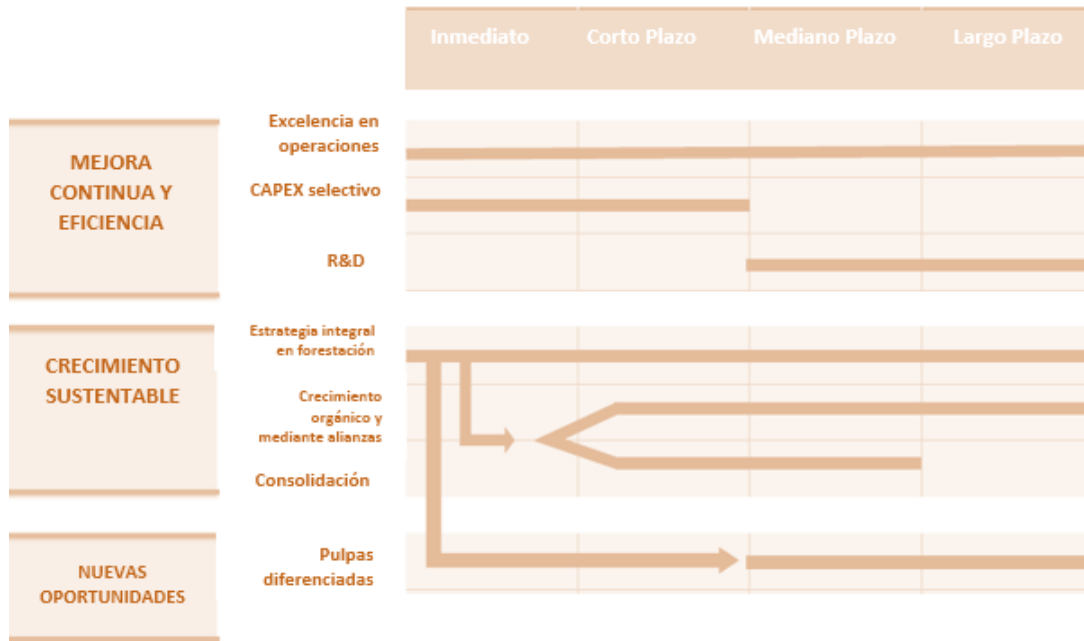 Inmediato Corto Plazo Mediano Plazo Largo Plazo
MEJORA
CONTINUA Y
EFICIENCIA
Excelencia en
operaciones
CAPEX selectivo
R&D
CRECIMIENTO
SUSTENTABLE
Estrategia integral
en forestación
Crecimiento
orgánico y
mediante alianzas
Consolidación
NUEVAS
OPORTUNIDADES
Pulpas
diferenciadas